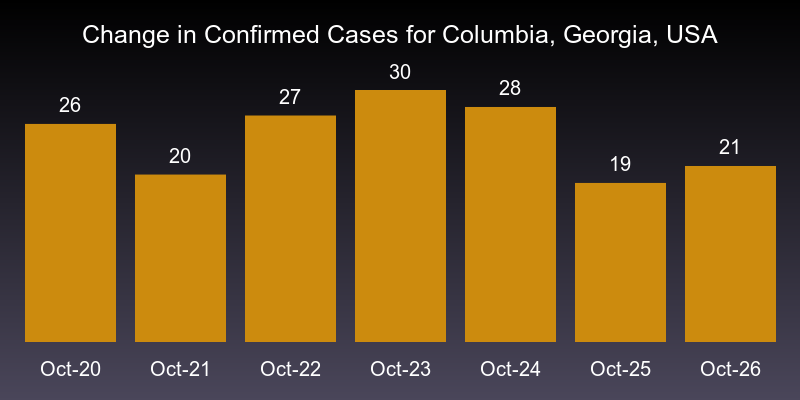 Change in Confirmed Cases for Columbia, Georgia, USA
26
20
27
30
28
19
21
Oct-20
Oct-21
Oct-22
Oct-23
Oct-24
Oct-25
Oct-26